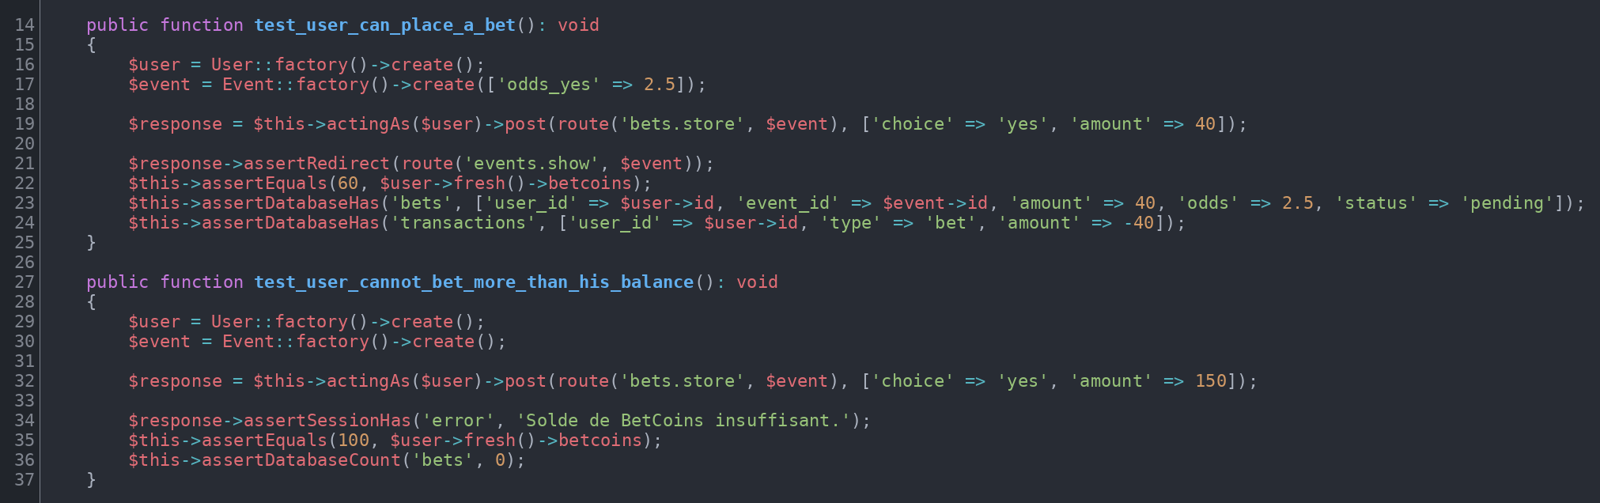 14    public function test_user_can_place_a_bet(): void
15    {
16        $user = User::factory()->create();
17        $event = Event::factory()->create(['odds_yes' => 2.5]);
18
19        $response = $this->actingAs($user)->post(route('bets.store', $event), ['choice' => 'yes', 'amount' => 40]);
20
21        $response->assertRedirect(route('events.show', $event));
22        $this->assertEquals(60, $user->fresh()->betcoins);
23        $this->assertDatabaseHas('bets', ['user_id' => $user->id, 'event_id' => $event->id, 'amount' => 40, 'odds' => 2.5, 'status' => 'pending']);
24        $this->assertDatabaseHas('transactions', ['user_id' => $user->id, 'type' => 'bet', 'amount' => -40]);
25    }
26
27    public function test_user_cannot_bet_more_than_his_balance(): void
28    {
29        $user = User::factory()->create();
30        $event = Event::factory()->create();
31
32        $response = $this->actingAs($user)->post(route('bets.store', $event), ['choice' => 'yes', 'amount' => 150]);
33
34        $response->assertSessionHas('error', 'Solde de BetCoins insuffisant.');
35        $this->assertEquals(100, $user->fresh()->betcoins);
36        $this->assertDatabaseCount('bets', 0);
37    }